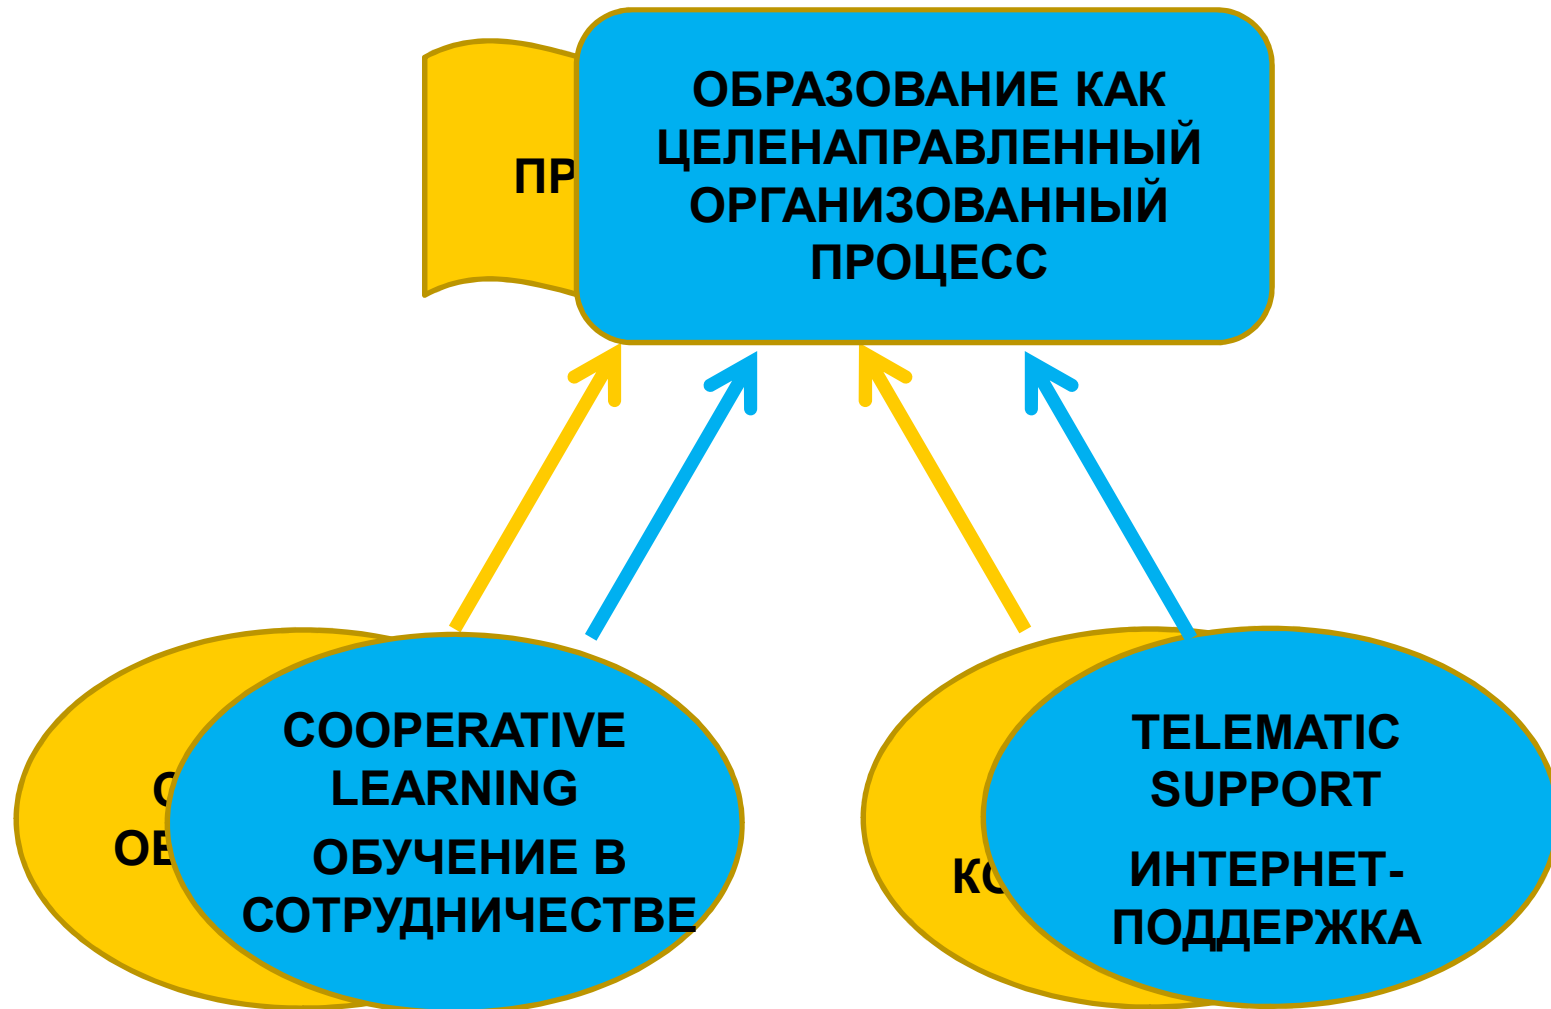 ОБРАЗОВАНИЕ КАК
ЦЕЛЕНАПРАВЛЕННЫЙ
ОРГАНИЗОВАННЫЙ
ПРОЦЕСС
COOPERATIVE
LEARNING
ОБУЧЕНИЕ В
СОТРУДНИЧЕСТВЕ
TELEMATIC
SUPPORT
ИНТЕРНЕТ-
ПОДДЕРЖКА